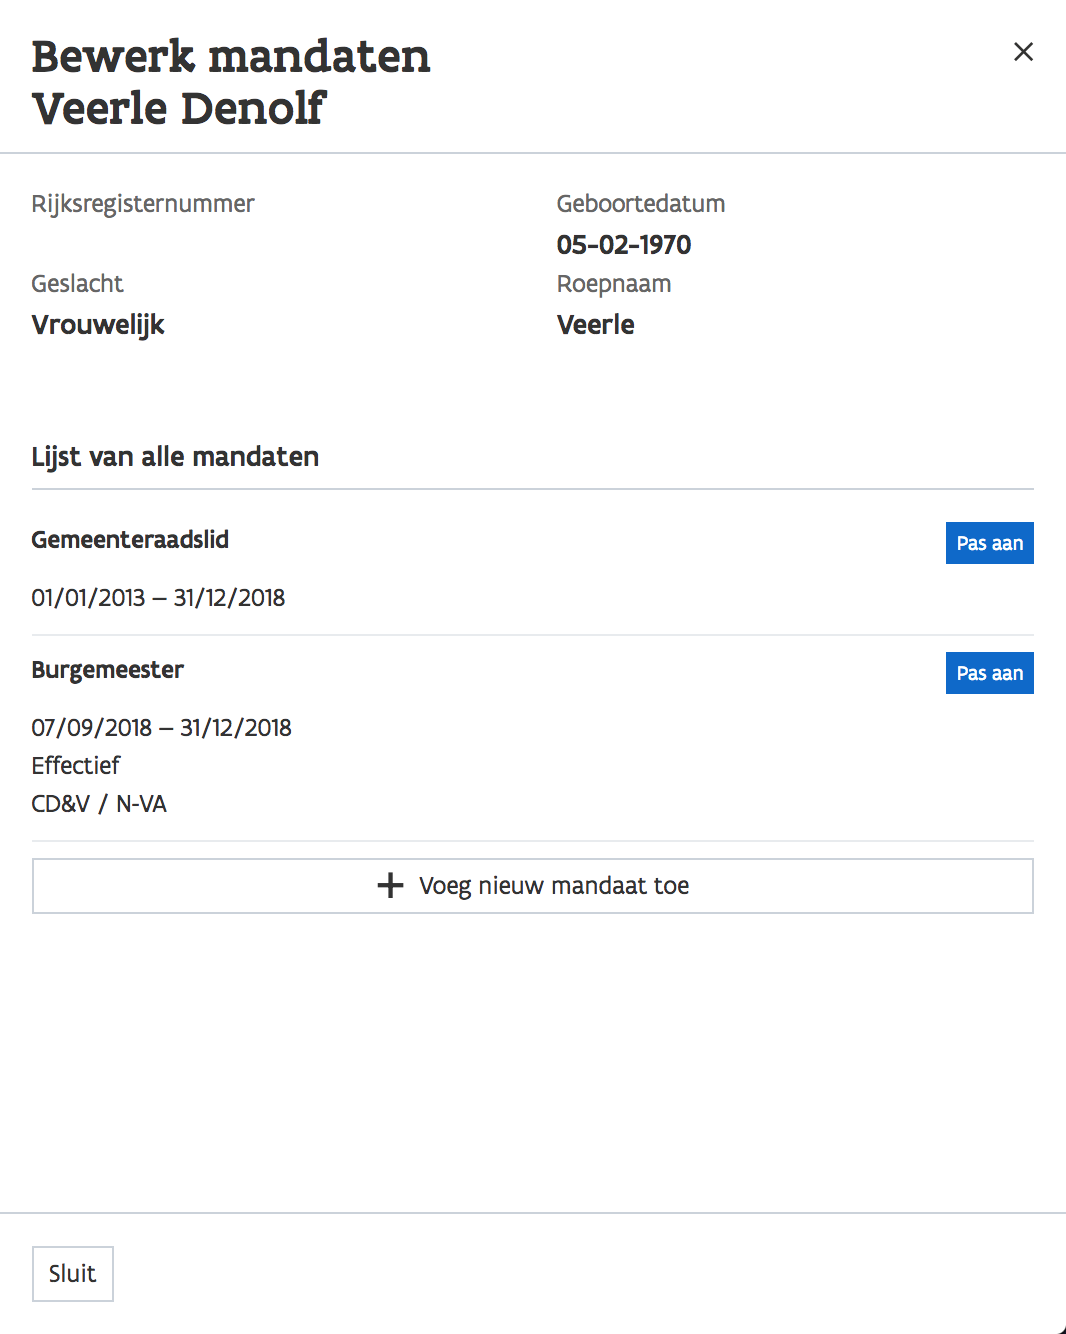 Bewerk mandaten
Veerle Denolf
Rijksregisternummer
Geboortedatum
05-02-1970
Geslacht
Vrouwelijk
Roepnaam
Veerle
Lijst van alle mandaten
Gemeenteraadslid
Pas aan
01/01/2013 – 31/12/2018
Burgemeester
Pas aan
07/09/2018 – 31/12/2018
Effectief
CD&V / N-VA
Voeg nieuw mandaat toe
Sluit